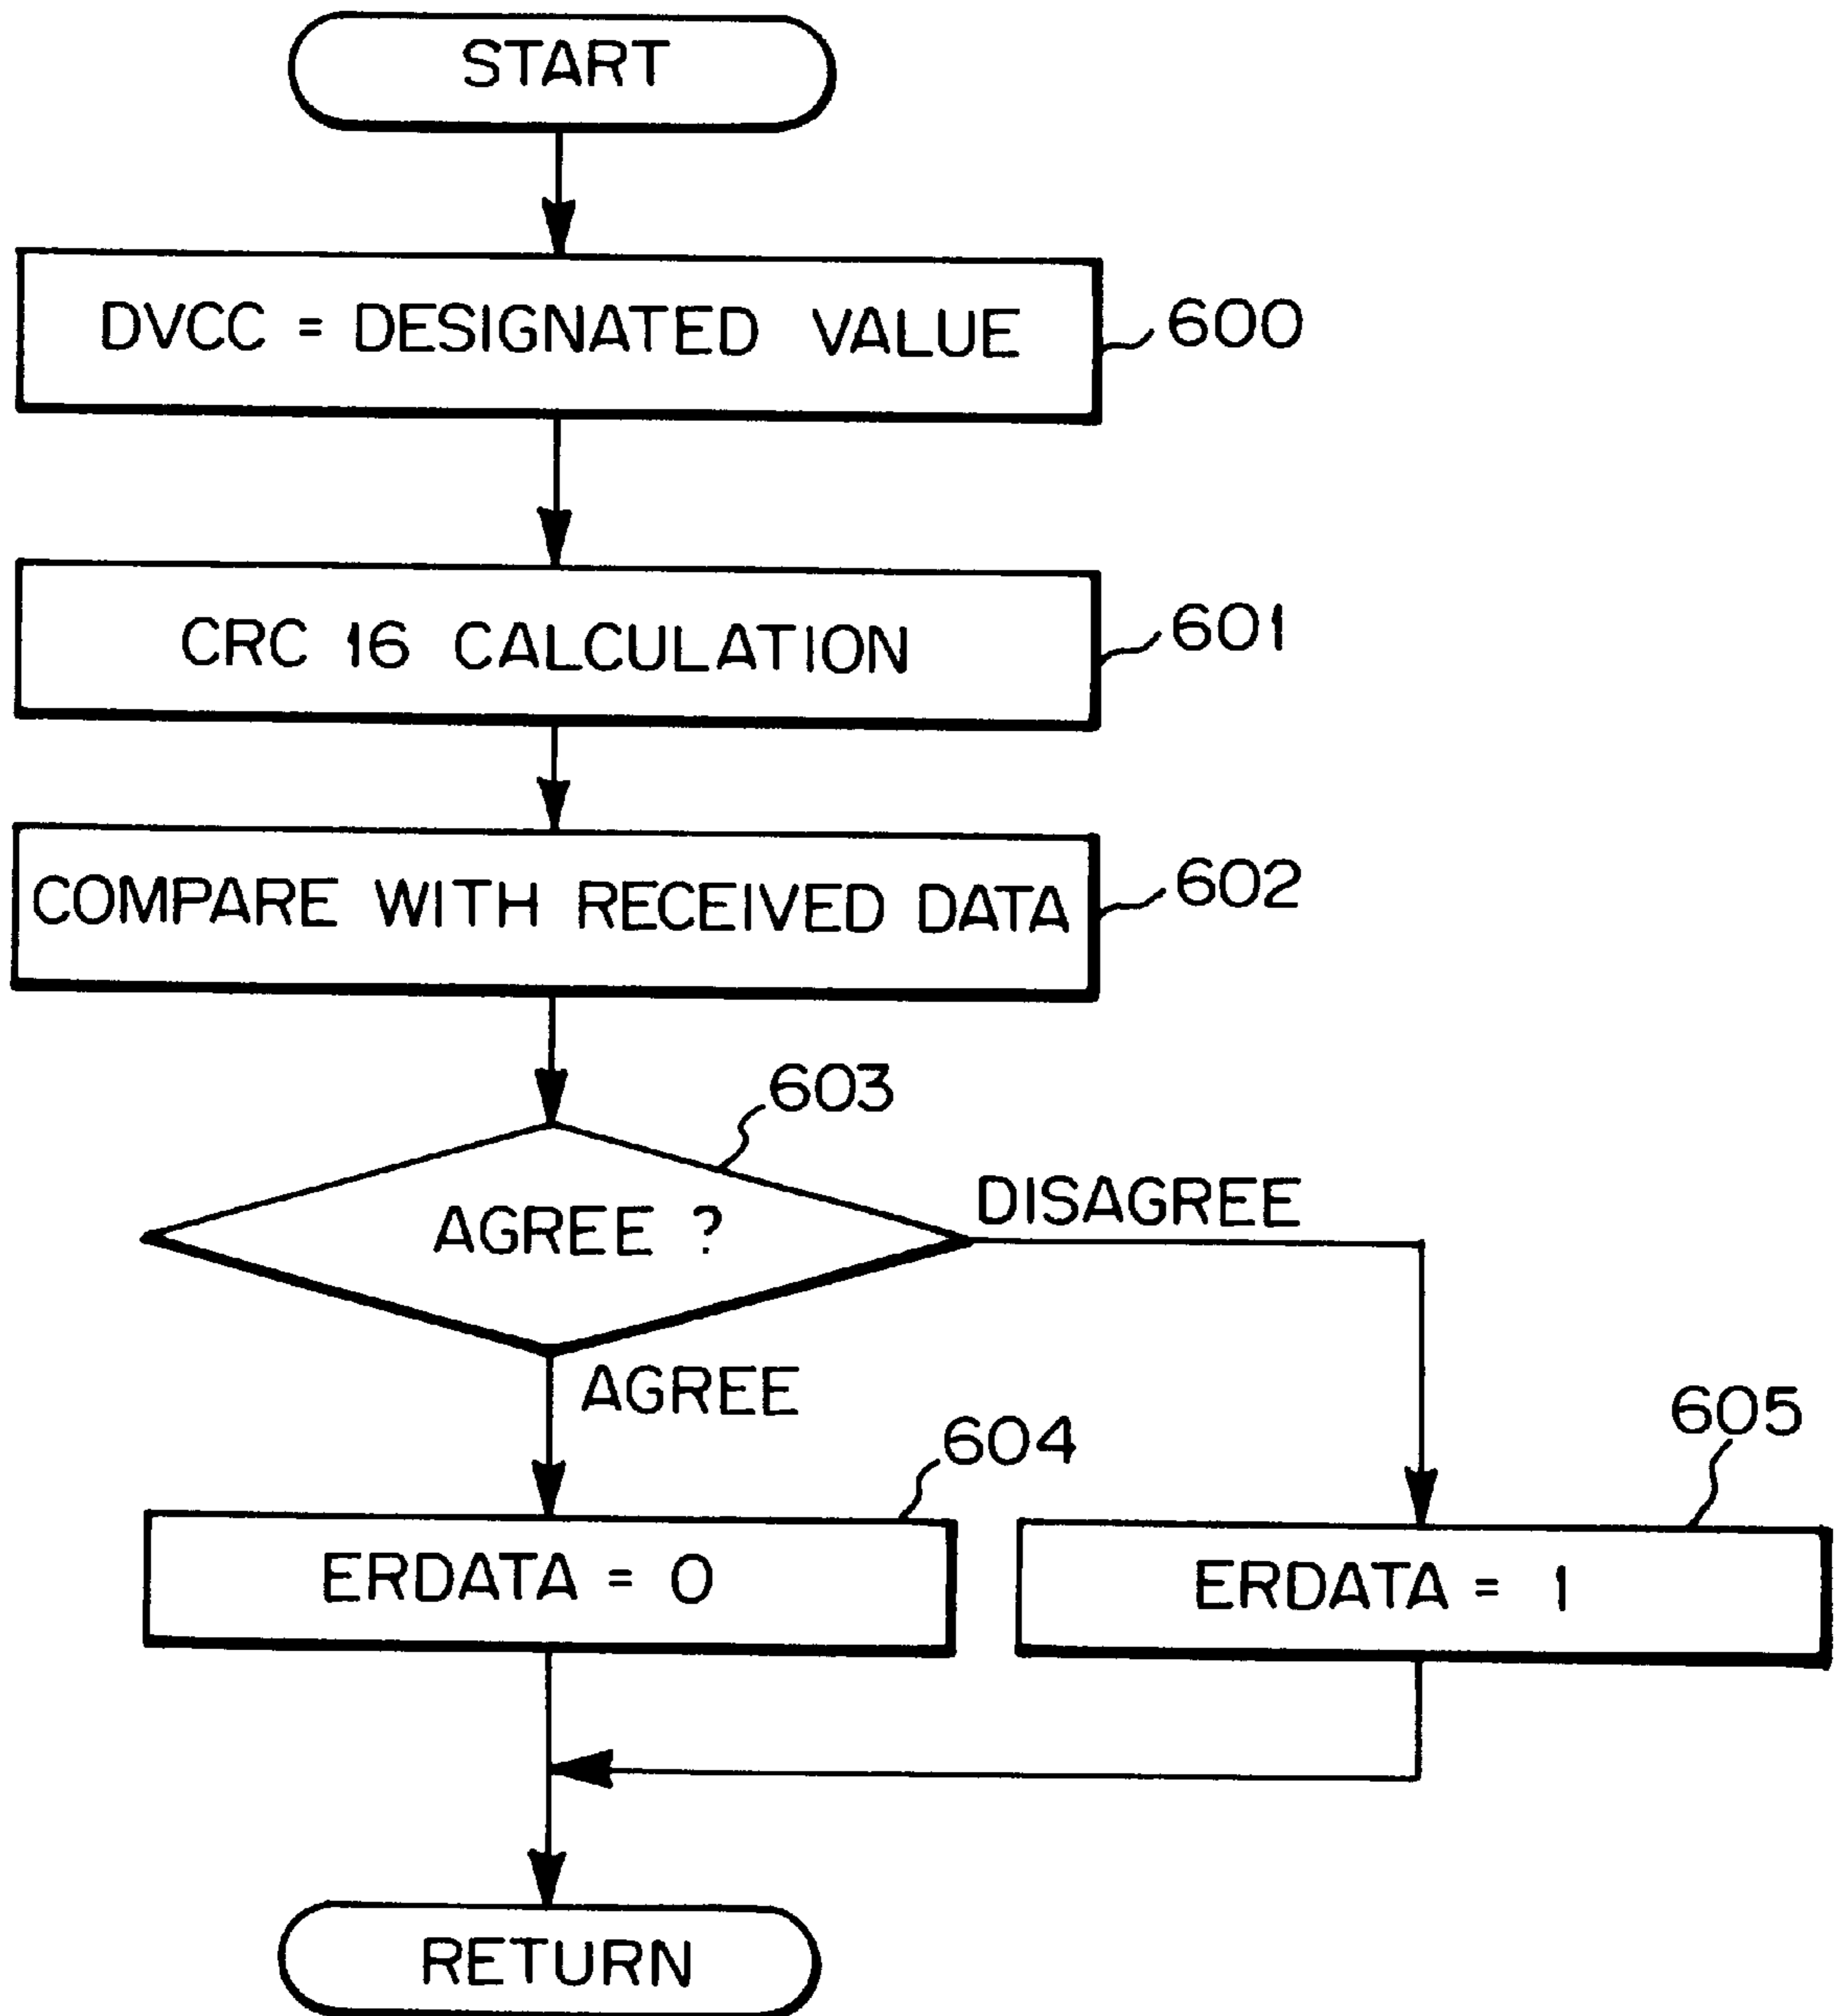 START
DVCC = DESIGNATED VALUE
600
CRC 16 CALCULATION
601
COMPARE WITH RECEIVED DATA
602
603
AGREE ?
DISAGREE
AGREE
604
605
ERDATA = 0
ERDATA = 1
RETURN